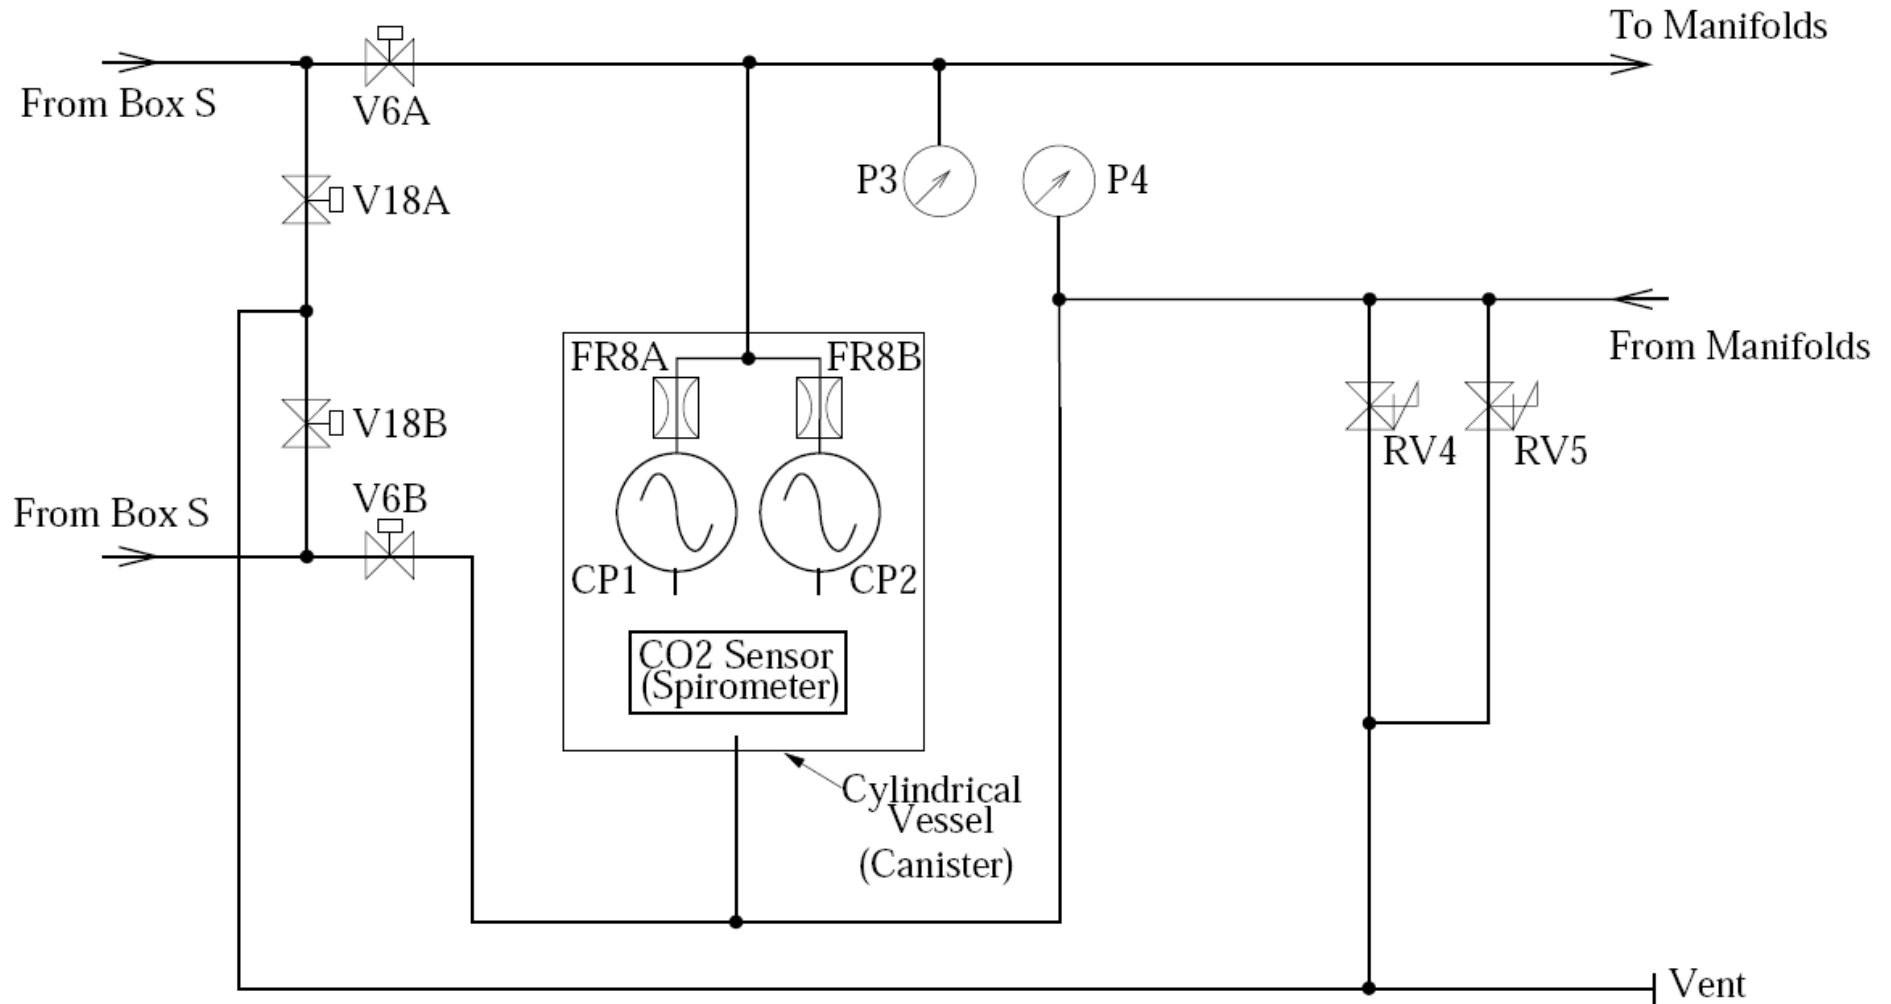 To Manifolds
From Box S
V6A
V18A
P3
P4
From Manifolds
FR8A
FR8B
V18B
RV4
RV5
V6B
From Box S
CP1
CP2
CO2 Sensor
(Spirometer)
Cylindrical
Vessel
(Canister)
Vent